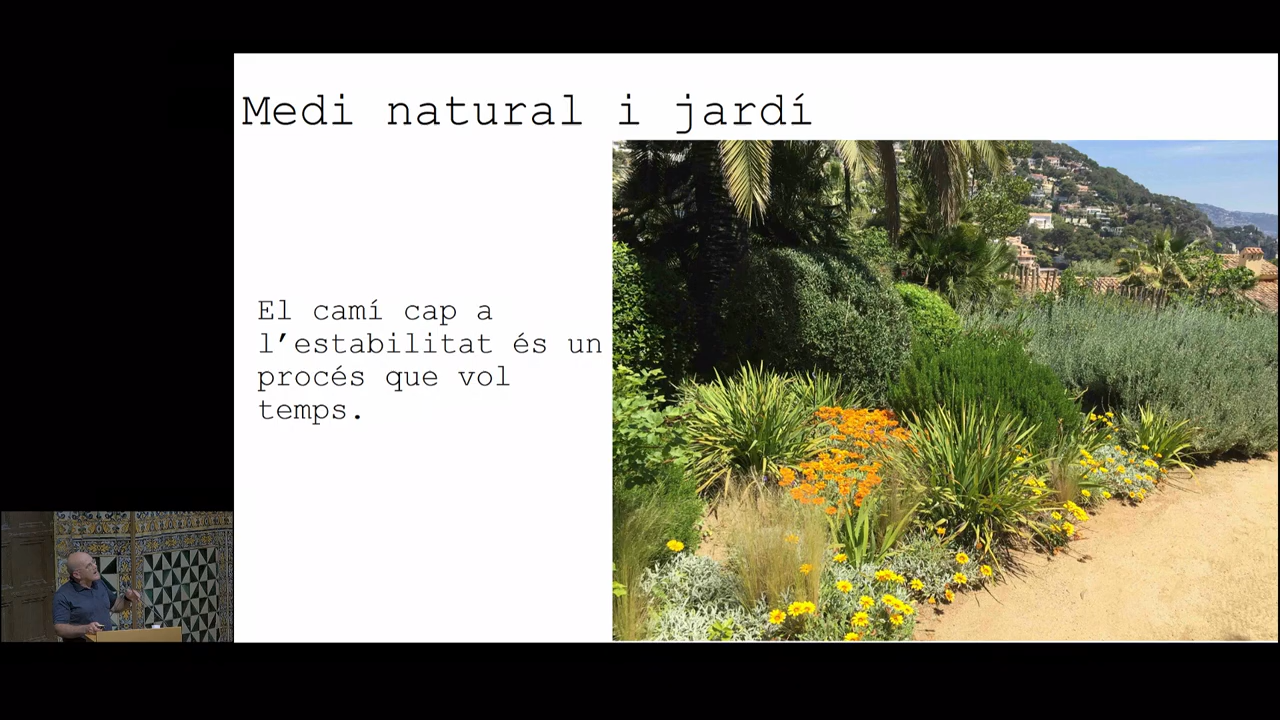 Medi natural i jardí
El camí cap a
l’estabilitat és un
procés que vol
temps.